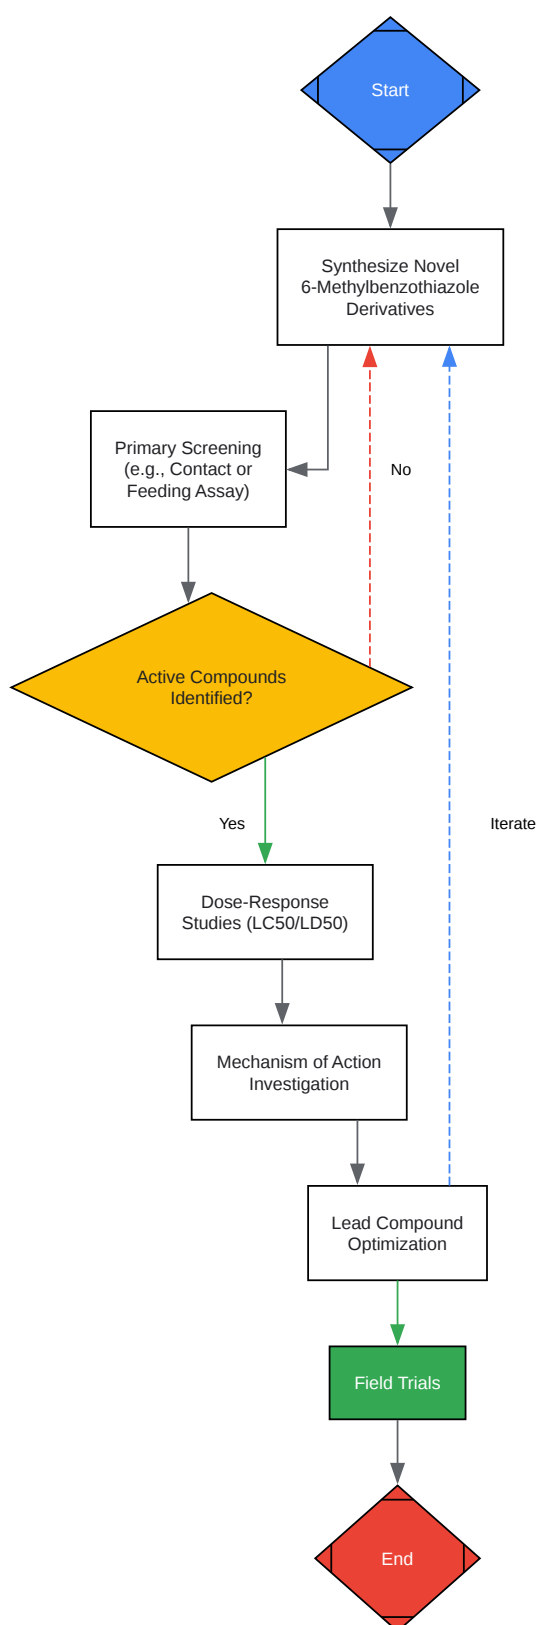 Start
Synthesize Novel
6-Methylbenzothiazole
Derivatives
Primary Screening
(e.g., Contact or
Feeding Assay)
No
Active Compounds
Identified?
Yes
Iterate
Dose-Response
Studies (LC50/LD50)
Mechanism of Action
Investigation
Lead Compound
Optimization
Field Trials
End